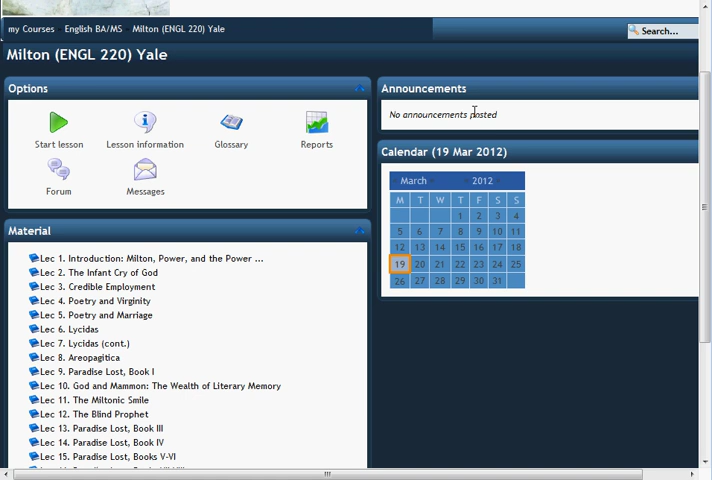 my Courses English BA/MS Milton (ENGL 220) Yale
Search...
Milton (ENGL 220) Yale
Options
Start lesson
Lesson information
Glossary
Reports
Forum
Messages
Material
Lec 1. Introduction: Milton, Power, and the Power ...
Lec 2. The Infant Cry of God
Lec 3. Credible Employment
Lec 4. Poetry and Virginity
Lec 5. Poetry and Marriage
Lec 6. Lycidas
Lec 7. Lycidas (cont.)
Lec 8. Areopagitica
Lec 9. Paradise Lost, Book I
Lec 10. God and Mammon: The Wealth of Literary Memory
Lec 11. The Miltonic Smile
Lec 12. The Blind Prophet
Lec 13. Paradise Lost, Book III
Lec 14. Paradise Lost, Book IV
Lec 15. Paradise Lost, Books V-VI
Announcements
No announcements posted
Calendar (19 Mar 2012)
March 2012
M T W T F S S
1 2 3 4
5 6 7 8 9 10 11
12 13 14 15 16 17 18
19 20 21 22 23 24 25
26 27 28 29 30 31